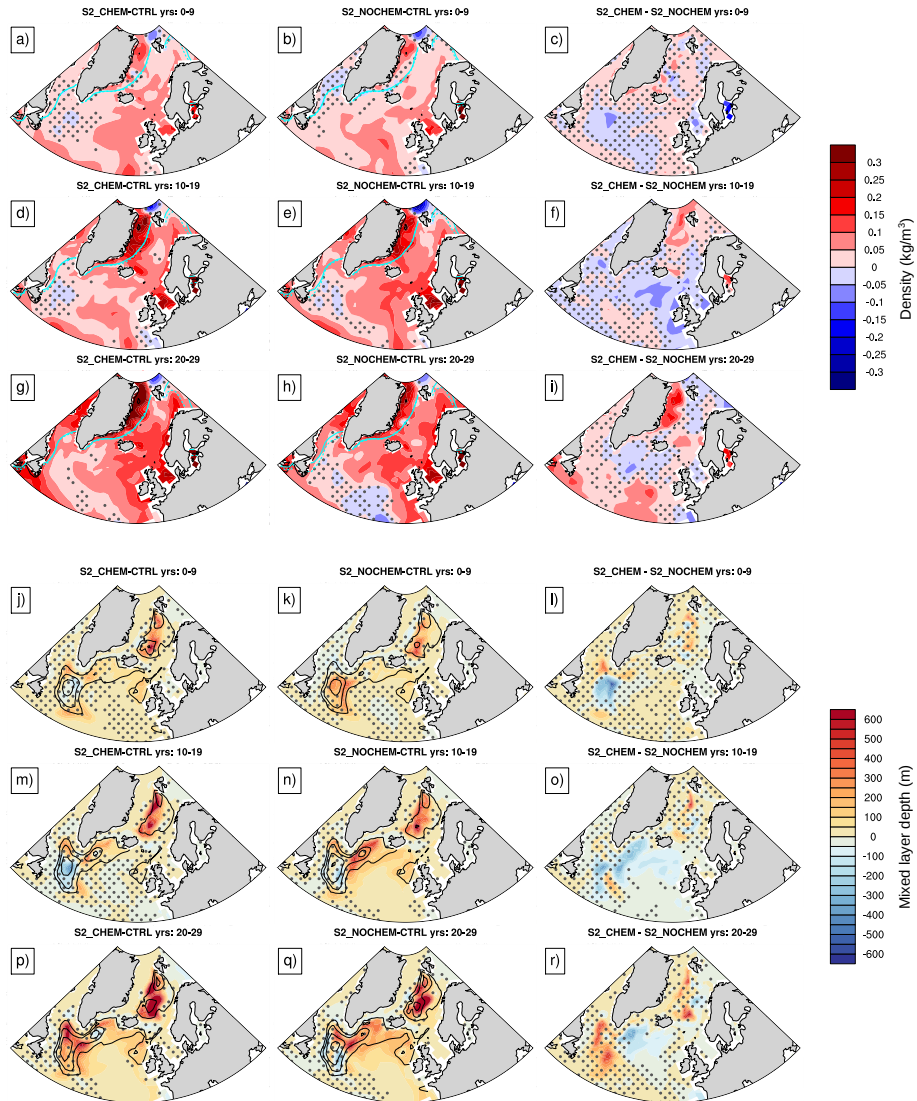 S2_CHEM-CTRL yrs: 0-9
S2_NOCHEM-CTRL yrs: 0-9
S2_CHEM - S2_NOCHEM yrs: 0-9
a)
b)
c)
S2_CHEM-CTRL yrs: 10-19
S2_NOCHEM-CTRL yrs: 10-19
S2_CHEM - S2_NOCHEM yrs: 10-19
d)
e)
f)
S2_CHEM-CTRL yrs: 20-29
S2_NOCHEM-CTRL yrs: 20-29
S2_CHEM - S2_NOCHEM yrs: 20-29
g)
h)
i)
0.3
0.25
0.2
0.15
0.1
0.05
0
-0.05
-0.1
-0.15
-0.2
-0.25
-0.3
Density (kg/m³)
S2_CHEM-CTRL yrs: 0-9
S2_NOCHEM-CTRL yrs: 0-9
S2_CHEM - S2_NOCHEM yrs: 0-9
j)
k)
l)
S2_CHEM-CTRL yrs: 10-19
S2_NOCHEM-CTRL yrs: 10-19
S2_CHEM - S2_NOCHEM yrs: 10-19
m)
n)
o)
S2_CHEM-CTRL yrs: 20-29
S2_NOCHEM-CTRL yrs: 20-29
S2_CHEM - S2_NOCHEM yrs: 20-29
p)
q)
r)
600
500
400
300
200
100
0
-100
-200
-300
-400
-500
-600
Mixed layer depth (m)